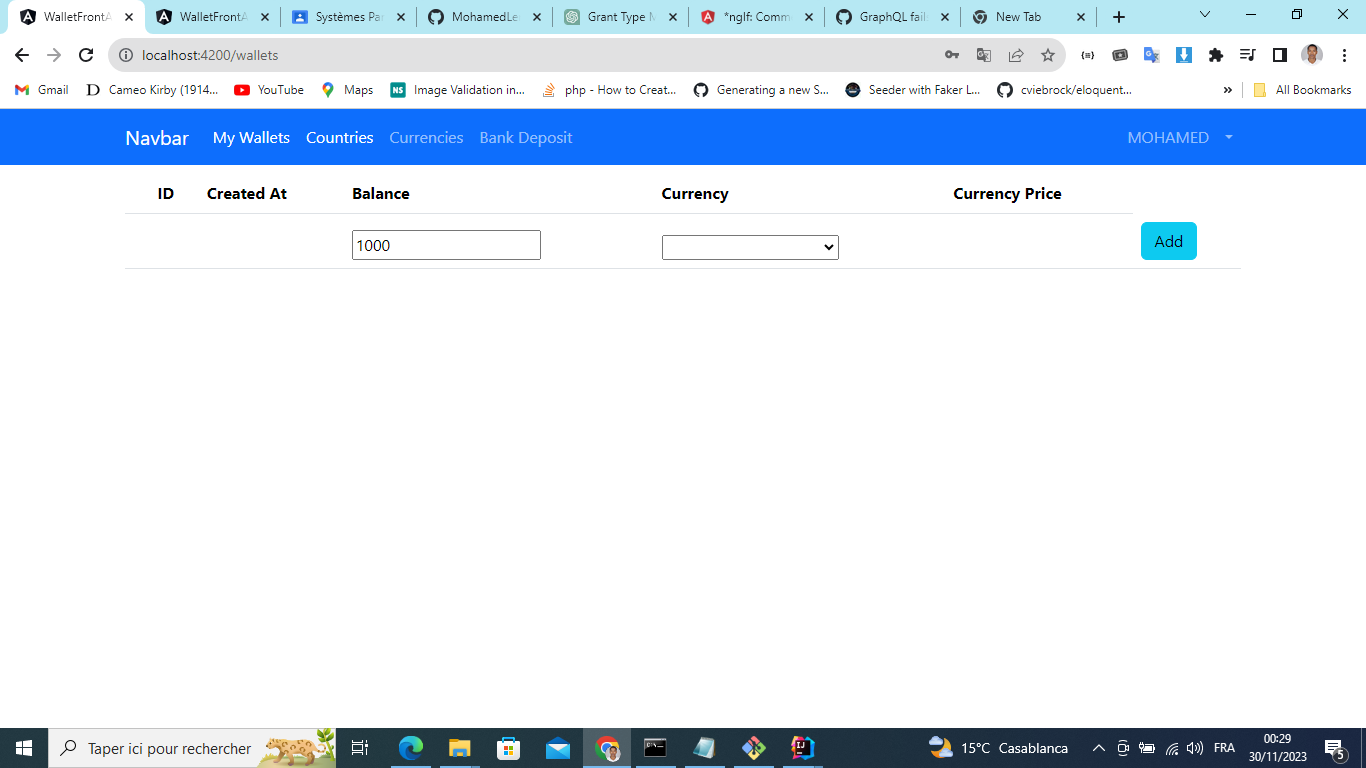 WalletFrontA
WalletFrontA
Systèmes Par
MohamedLe
Grant Type M
*ngIf: Comm
GraphQL fail
New Tab
localhost:4200/wallets
Gmail
Cameo Kirby (1914...
YouTube
Maps
NS
Image Validation in...
php - How to Creat...
Generating a new S...
Seeder with Faker L...
cviebrock/eloquent...
»
All Bookmarks
Navbar
My Wallets
Countries
Currencies
Bank Deposit
MOHAMED
ID
Created At
Balance
Currency
Currency Price
1000
Add
Taper ici pour rechercher
15°C Casablanca
FRA
00:29
30/11/2023
5